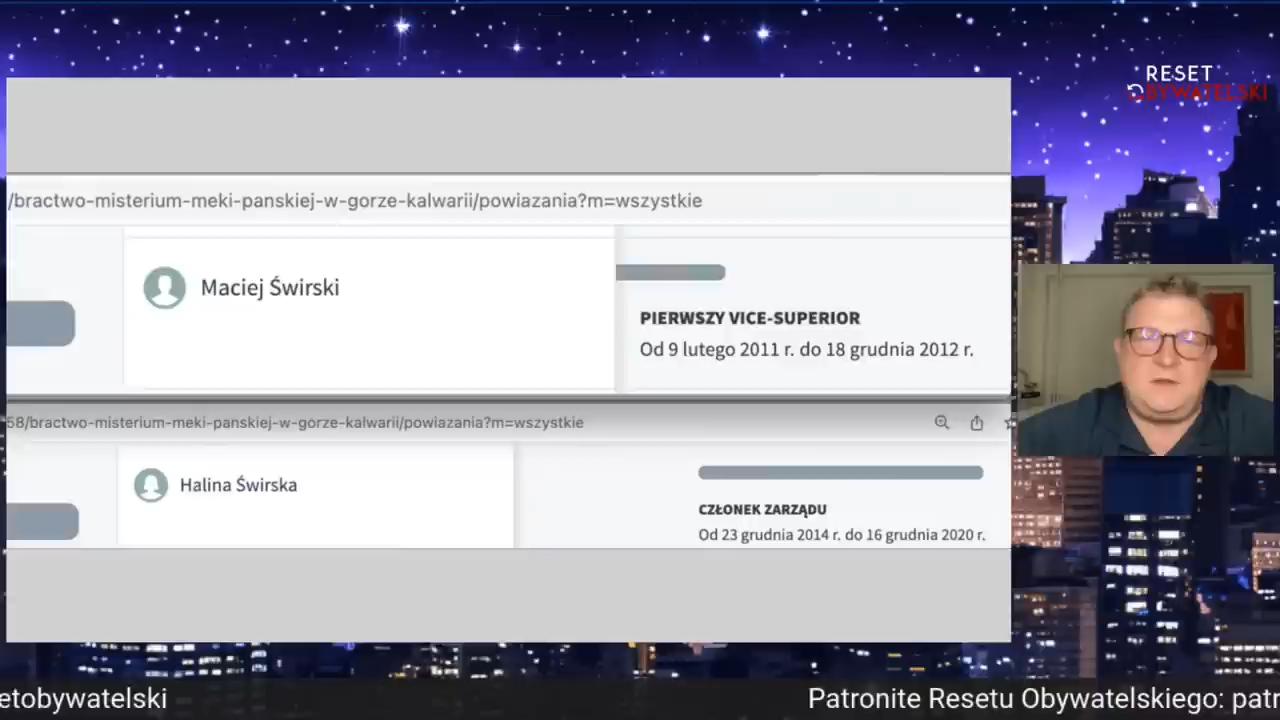 RESET
OBYWATELSKI
/bractwo-misterium-meki-panskiej-w-gorze-kalwarii/powiazania?m=wszystkie
Maciej Świrski
PIERWSZY VICE-SUPERIOR
Od 9 lutego 2011 r. do 18 grudnia 2012 r.
58/bractwo-misterium-meki-panskiej-w-gorze-kalwarii/powiazania?m=wszystkie
Halina Świrska
CZŁONEK ZARZĄDU
Od 23 grudnia 2014 r. do 16 grudnia 2020 r.
etobywatelski
Patronite Resetu Obywatelskiego: patr